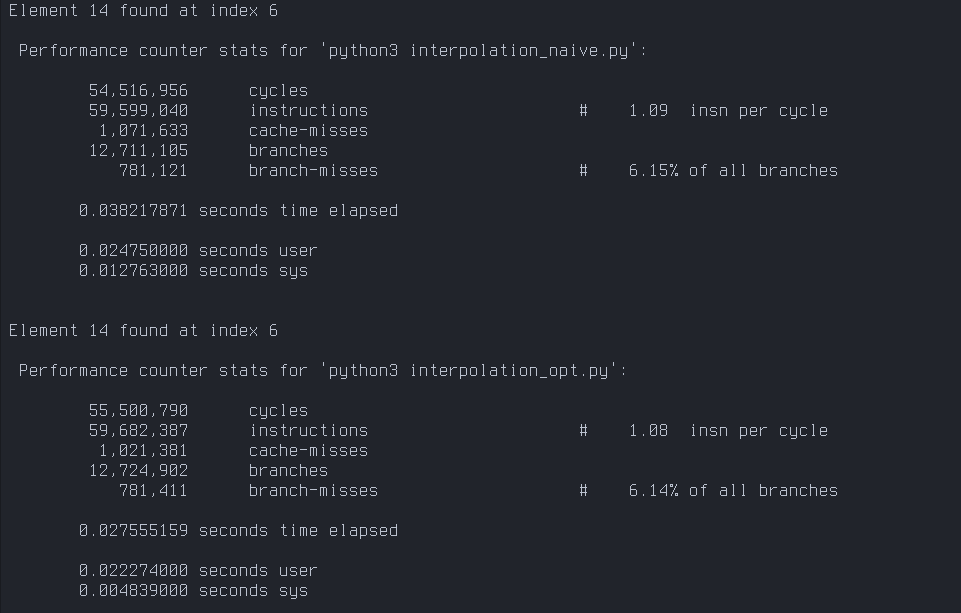 Element 14 found at index 6
Performance counter stats for 'python3 interpolation_naive.py':
54,516,956 cycles
59,599,040 instructions # 1.09 insn per cycle
1,071,633 cache-misses
12,711,105 branches
781,121 branch-misses # 6.15% of all branches
0.038217871 seconds time elapsed
0.024750000 seconds user
0.012763000 seconds sys
Element 14 found at index 6
Performance counter stats for 'python3 interpolation_opt.py':
55,500,790 cycles
59,682,387 instructions # 1.08 insn per cycle
1,021,381 cache-misses
12,724,902 branches
781,411 branch-misses # 6.14% of all branches
0.027555159 seconds time elapsed
0.022274000 seconds user
0.004839000 seconds sys